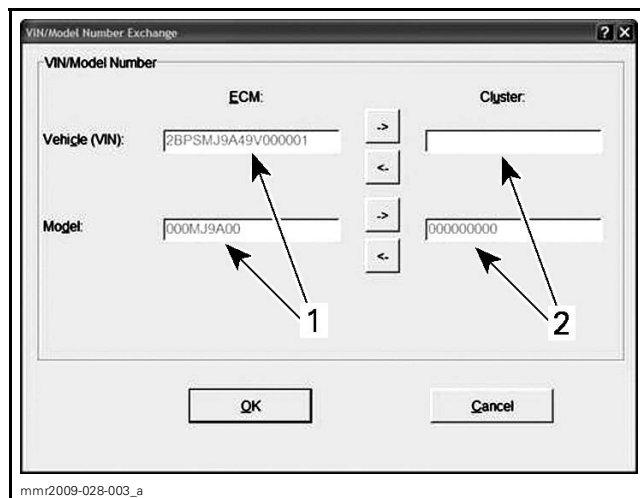 VIN/Model Number Exchange ? X
VIN/Model Number
ECM: Cluster:
->
Vehicle (VIN): 2BPSMJ9A49V000001
<-
->
Model: 000MJ9A00 000000000
<-
1 2
OK Cancel
mmr2009-028-003_a